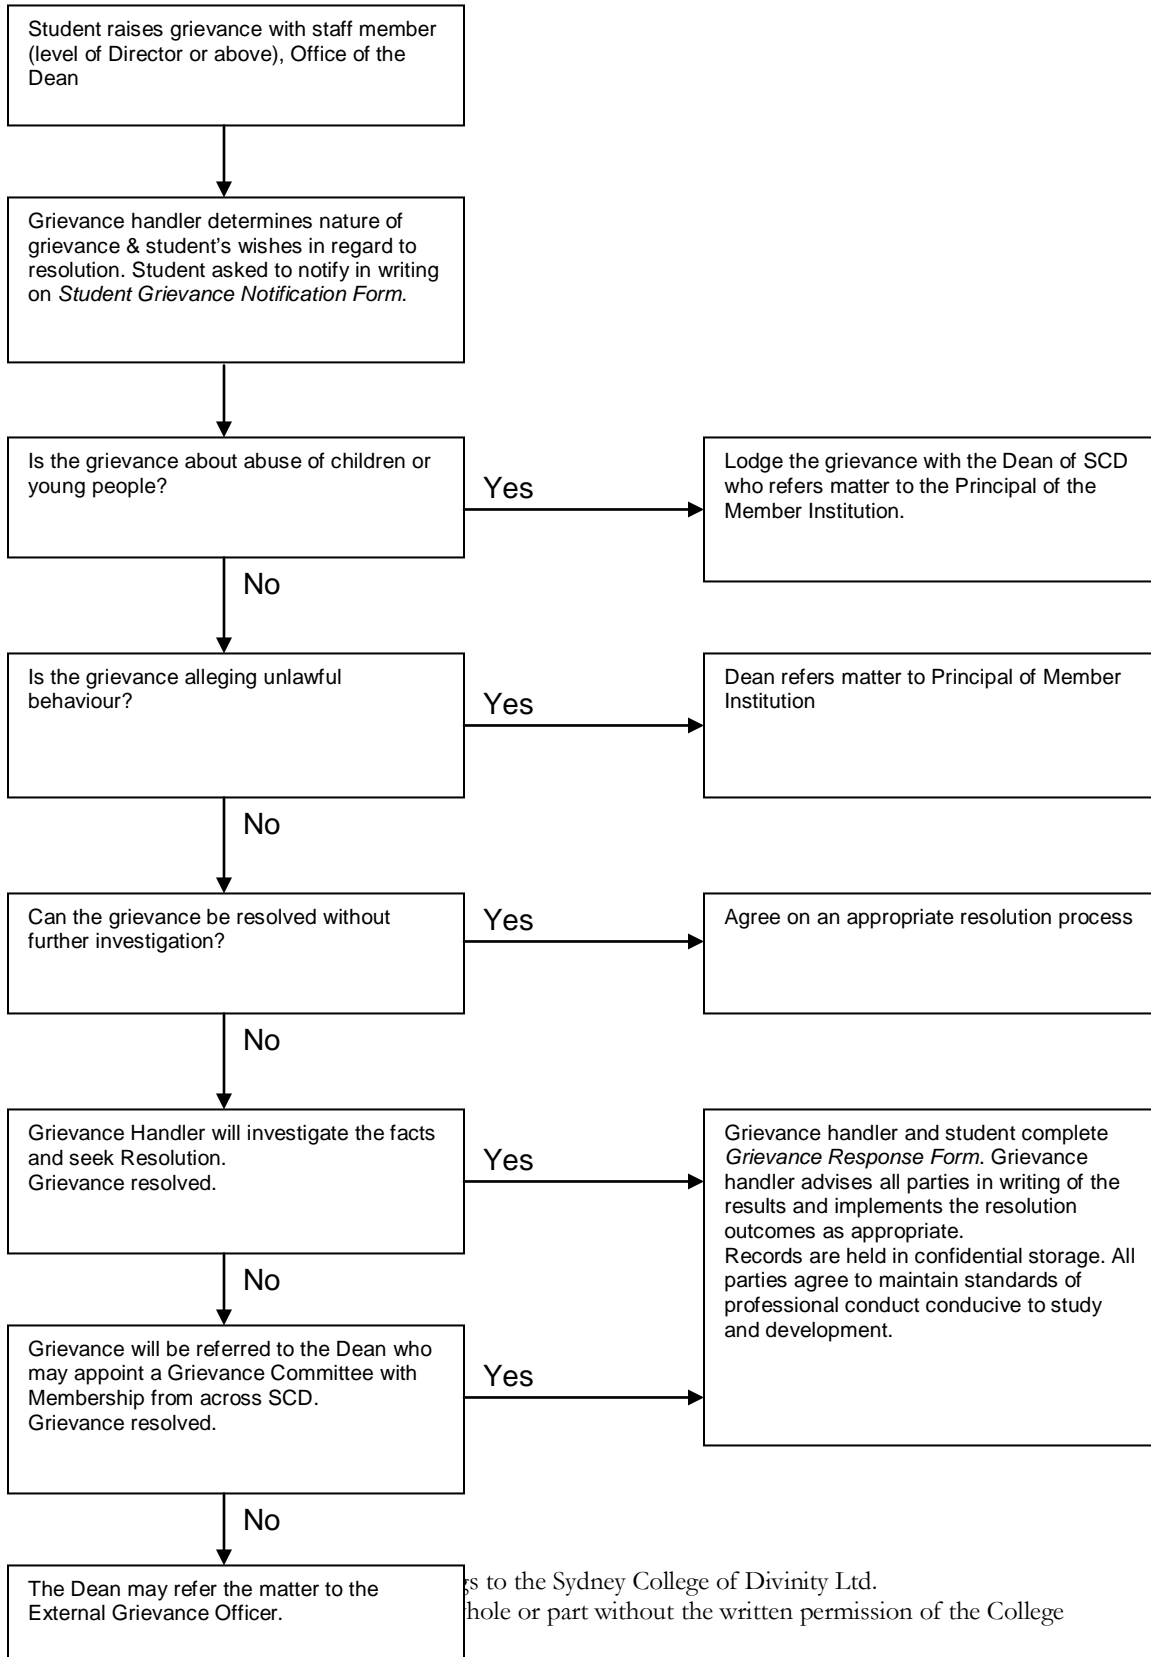 Student raises grievance with staff member
(level of Director or above), Office of the
Dean
Grievance handler determines nature of
grievance & student’s wishes in regard to
resolution. Student asked to notify in writing
on Student Grievance Notification Form.
Is the grievance about abuse of children or
young people?
Yes
Lodge the grievance with the Dean of SCD
who refers matter to the Principal of the
Member Institution.
No
Is the grievance alleging unlawful
behaviour?
Yes
Dean refers matter to Principal of Member
Institution
No
Can the grievance be resolved without
further investigation?
Yes
Agree on an appropriate resolution process
No
Grievance Handler will investigate the facts
and seek Resolution.
Grievance resolved.
Yes
Grievance handler and student complete
Grievance Response Form. Grievance
handler advises all parties in writing of the
results and implements the resolution
outcomes as appropriate.
Records are held in confidential storage. All
parties agree to maintain standards of
professional conduct conducive to study
and development.
No
Grievance will be referred to the Dean who
may appoint a Grievance Committee with
Membership from across SCD.
Grievance resolved.
Yes
No
The Dean may refer the matter to the
External Grievance Officer.
to the Sydney College of Divinity Ltd.
or part without the written permission of the College